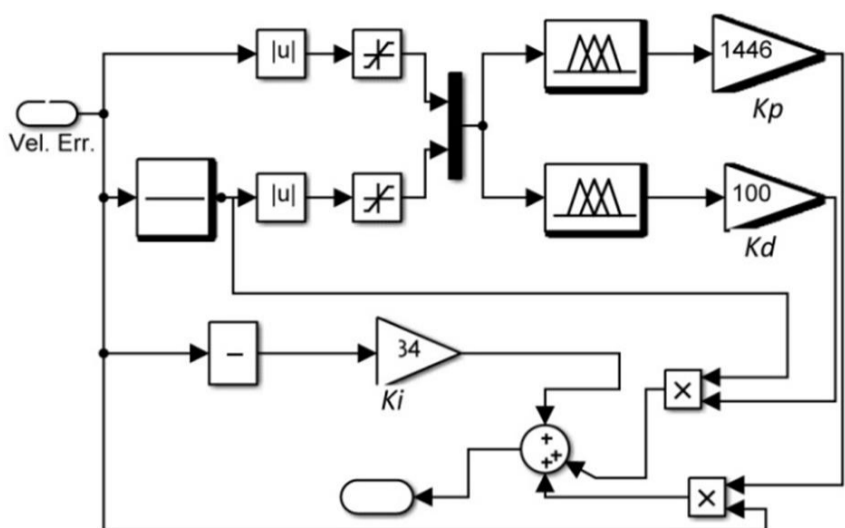 |u|
1446
Kp
Vel. Err.
|u|
100
Kd
34
Ki
×
+
+ +
×